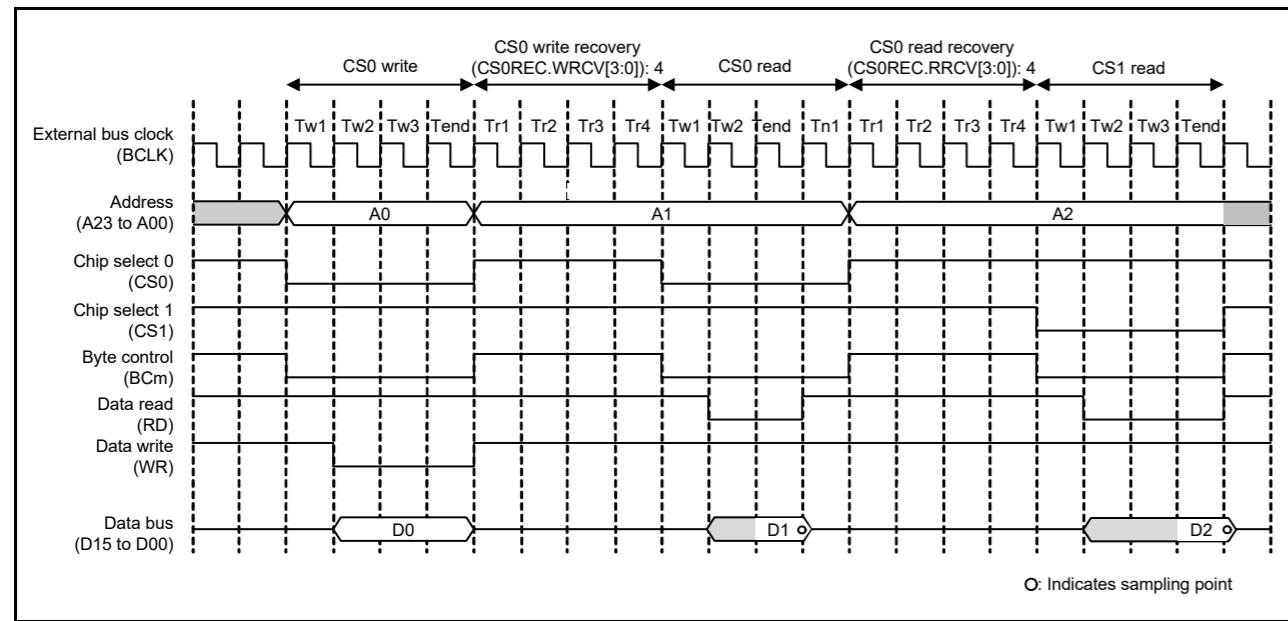 CS0 write
CS0 write recovery
(CS0REC.WRCV[3:0]): 4
CS0 read
CS0 read recovery
(CS0REC.RRCV[3:0]): 4
CS1 read
External bus clock
(BCLK)
Tw1 Tw2 Tw3 Tend Tr1 Tr2 Tr3 Tr4 Tw1 Tw2 Tend Tn1 Tr1 Tr2 Tr3 Tr4 Tw1 Tw2 Tw3 Tend
Address
(A23 to A00)
A0 A1 A2
Chip select 0
(CS0)
Chip select 1
(CS1)
Byte control
(BCm)
Data read
(RD)
Data write
(WR)
Data bus
(D15 to D00)
D0 D1 D2
O: Indicates sampling point